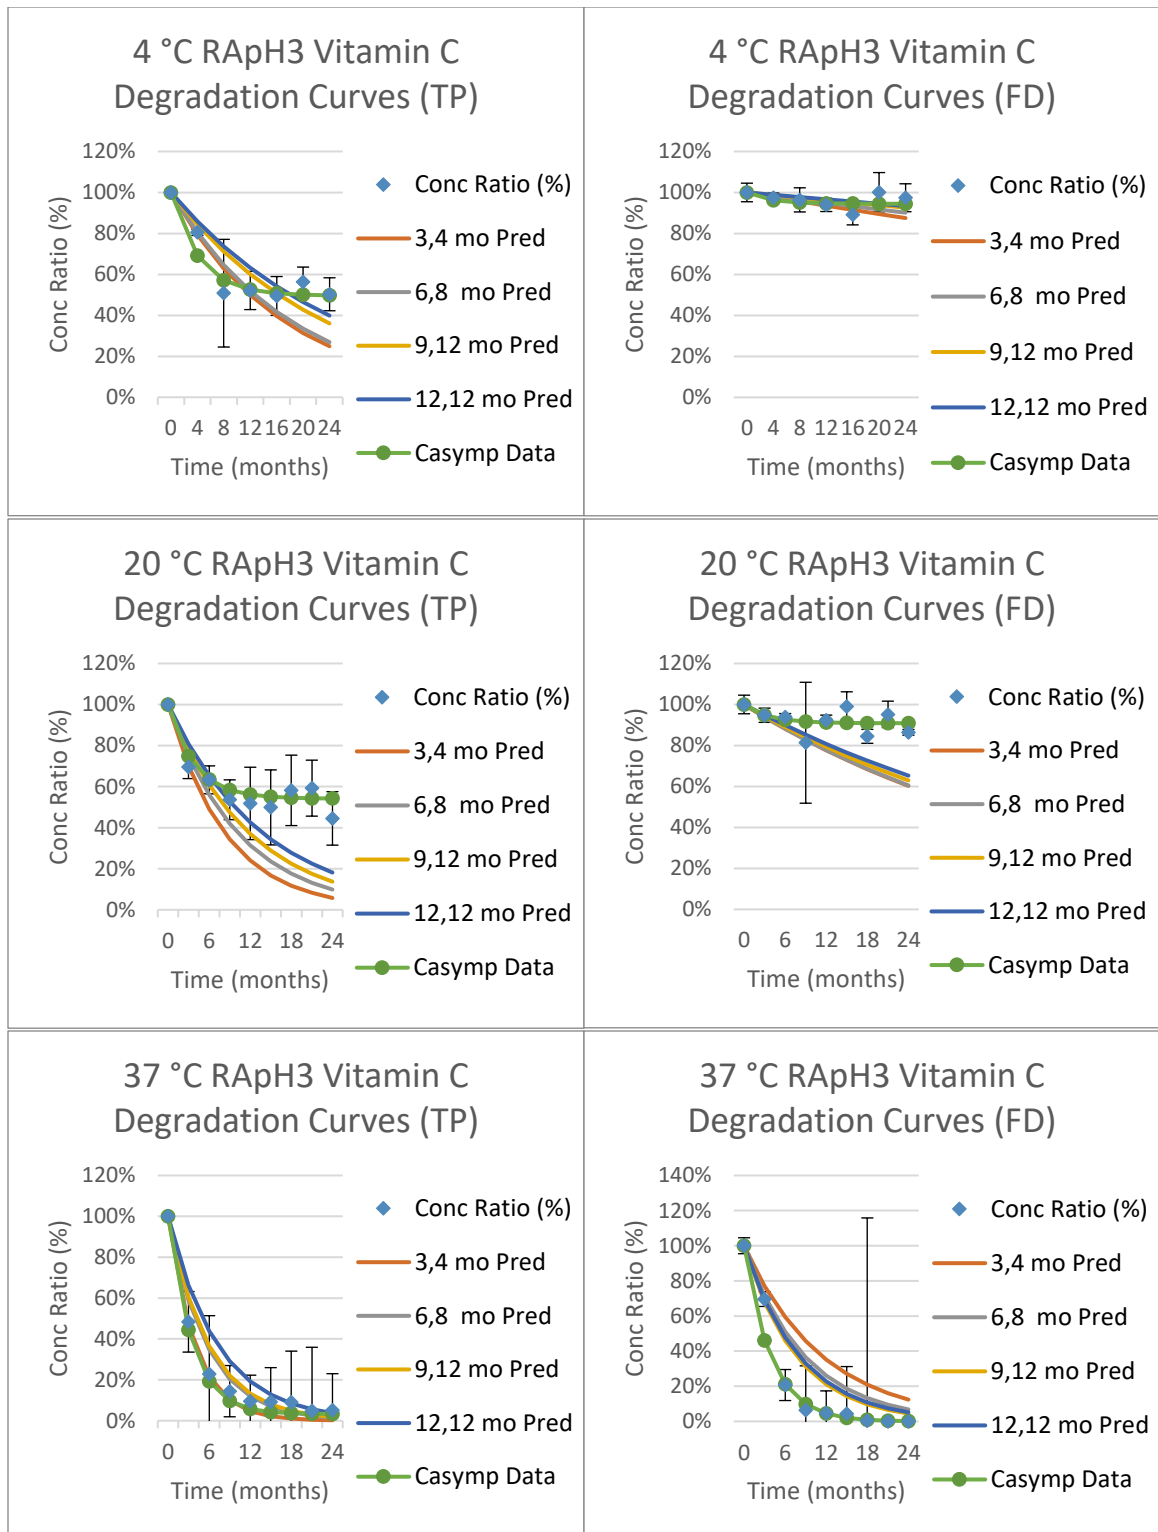 4 °C RApH3 Vitamin C
Degradation Curves (TP)
120%
100%
80%
60%
40%
20%
0%
Conc Ratio (%)
0 4 8 12 16 20 24
Time (months)
Conc Ratio (%)
3,4 mo Pred
6,8 mo Pred
9,12 mo Pred
12,12 mo Pred
Casymp Data
4 °C RApH3 Vitamin C
Degradation Curves (FD)
120%
100%
80%
60%
40%
20%
0%
Conc Ratio (%)
0 4 8 12 16 20 24
Time (months)
Conc Ratio (%)
3,4 mo Pred
6,8 mo Pred
9,12 mo Pred
12,12 mo Pred
Casymp Data
20 °C RApH3 Vitamin C
Degradation Curves (TP)
120%
100%
80%
60%
40%
20%
0%
Conc Ratio (%)
0 6 12 18 24
Time (months)
Conc Ratio (%)
3,4 mo Pred
6,8 mo Pred
9,12 mo Pred
12,12 mo Pred
Casymp Data
20 °C RApH3 Vitamin C
Degradation Curves (FD)
120%
100%
80%
60%
40%
20%
0%
Conc Ratio (%)
0 6 12 18 24
Time (months)
Conc Ratio (%)
3,4 mo Pred
6,8 mo Pred
9,12 mo Pred
12,12 mo Pred
Casymp Data
37 °C RApH3 Vitamin C
Degradation Curves (TP)
120%
100%
80%
60%
40%
20%
0%
Conc Ratio (%)
0 6 12 18 24
Time (months)
Conc Ratio (%)
3,4 mo Pred
6,8 mo Pred
9,12 mo Pred
12,12 mo Pred
Casymp Data
37 °C RApH3 Vitamin C
Degradation Curves (FD)
140%
120%
100%
80%
60%
40%
20%
0%
Conc Ratio (%)
0 6 12 18 24
Time (months)
Conc Ratio (%)
3,4 mo Pred
6,8 mo Pred
9,12 mo Pred
12,12 mo Pred
Casymp Data